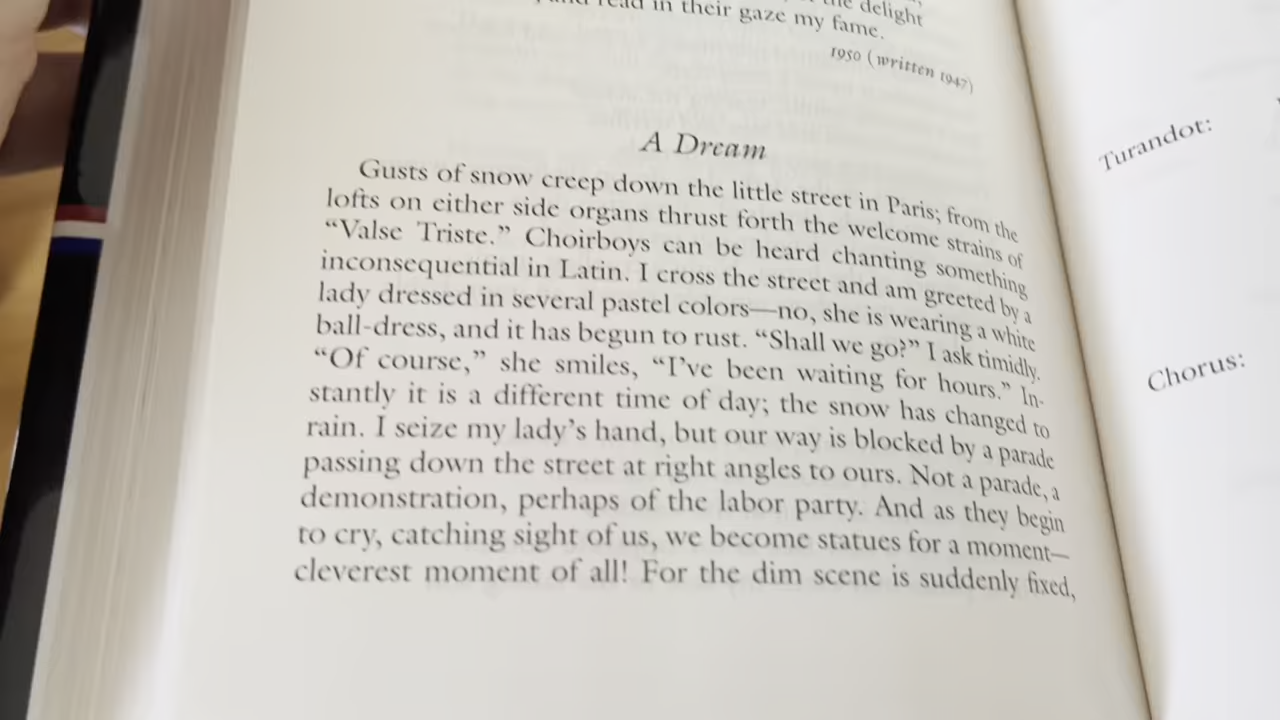 the delight
and read in their gaze my fame.
1950 (written 1947)
A Dream
Gusts of snow creep down the little street in Paris; from the
lofts on either side organs thrust forth the welcome strains of
“Valse Triste.” Choirboys can be heard chanting something
inconsequential in Latin. I cross the street and am greeted by a
lady dressed in several pastel colors—no, she is wearing a white
ball-dress, and it has begun to rust. “Shall we go?” I ask timidly.
“Of course,” she smiles, “I’ve been waiting for hours.” In-
stantly it is a different time of day; the snow has changed to
rain. I seize my lady’s hand, but our way is blocked by a parade
passing down the street at right angles to ours. Not a parade, a
demonstration, perhaps of the labor party. And as they begin
to cry, catching sight of us, we become statues for a moment—
cleverest moment of all! For the dim scene is suddenly fixed,
Turandot:
Chorus: